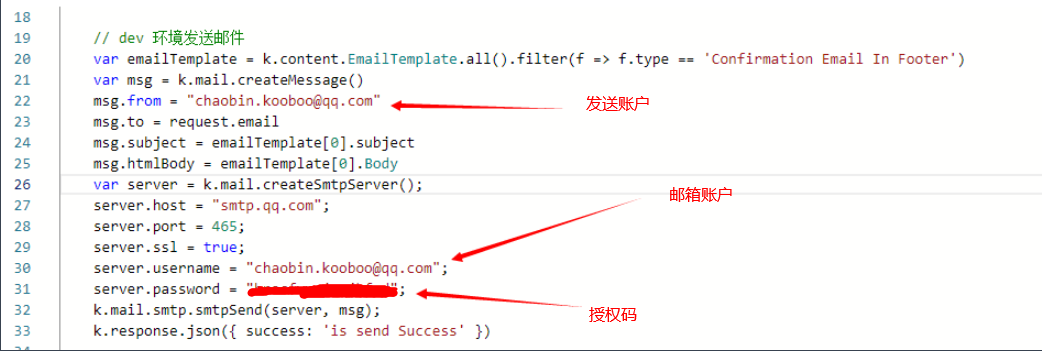 18
19 // dev 环境发送邮件
20 var emailTemplate = k.content.EmailTemplate.all().filter(f => f.type == 'Confirmation Email In Footer')
21 var msg = k.mail.createMessage()
22 msg.from = "chaobin.kooboo@qq.com" 发送账户
23 msg.to = request.email
24 msg.subject = emailTemplate[0].subject
25 msg.htmlBody = emailTemplate[0].Body
26 var server = k.mail.createSmtpServer();
邮箱账户
27 server.host = "smtp.qq.com";
28 server.port = 465;
29 server.ssl = true;
30 server.username = "chaobin.kooboo@qq.com";
31 server.password = "";
授权码
32 k.mail.smtp.smtpSend(server, msg);
33 k.response.json({ success: 'is send Success' })